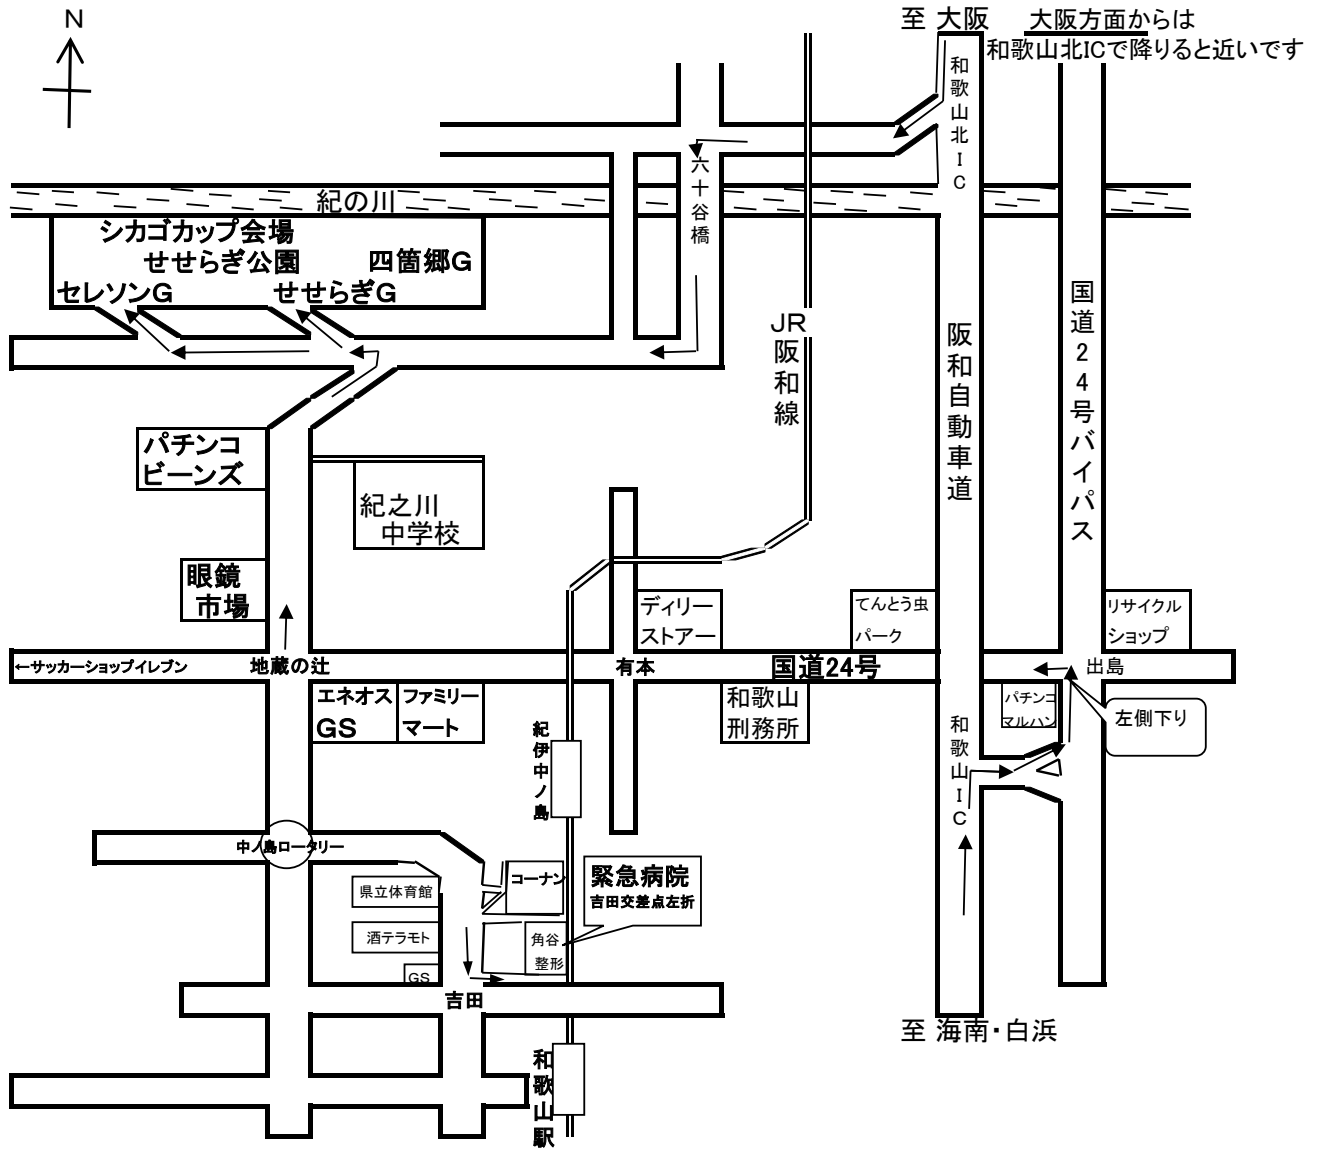 N
至 大阪
大阪方面からは
和歌山北ICで降りると近いです
和歌山北IC
六十谷橋
紀の川
シカゴカップ会場
せせらぎ公園
四箇郷G
セレソンG
せせらぎG
国道24号バイパス
JR阪和線
阪和自動車道
パチンコ
ビーンズ
紀之川
中学校
眼鏡
市場
ディリー
ストアー
てんとう虫
パーク
リサイクル
ショップ
←サッカーショップイレブン
地蔵の辻
有本
国道24号
出島
エネオス
GS
ファミリー
マート
和歌山
刑務所
パチンコ
マルハン
左側下り
紀伊中ノ島
和歌山IC
中ノ島ロータリー
県立体育館
コーナン
緊急病院
吉田交差点左折
酒テラモト
角谷
整形
GS
吉田
至 海南・白浜
和歌山駅